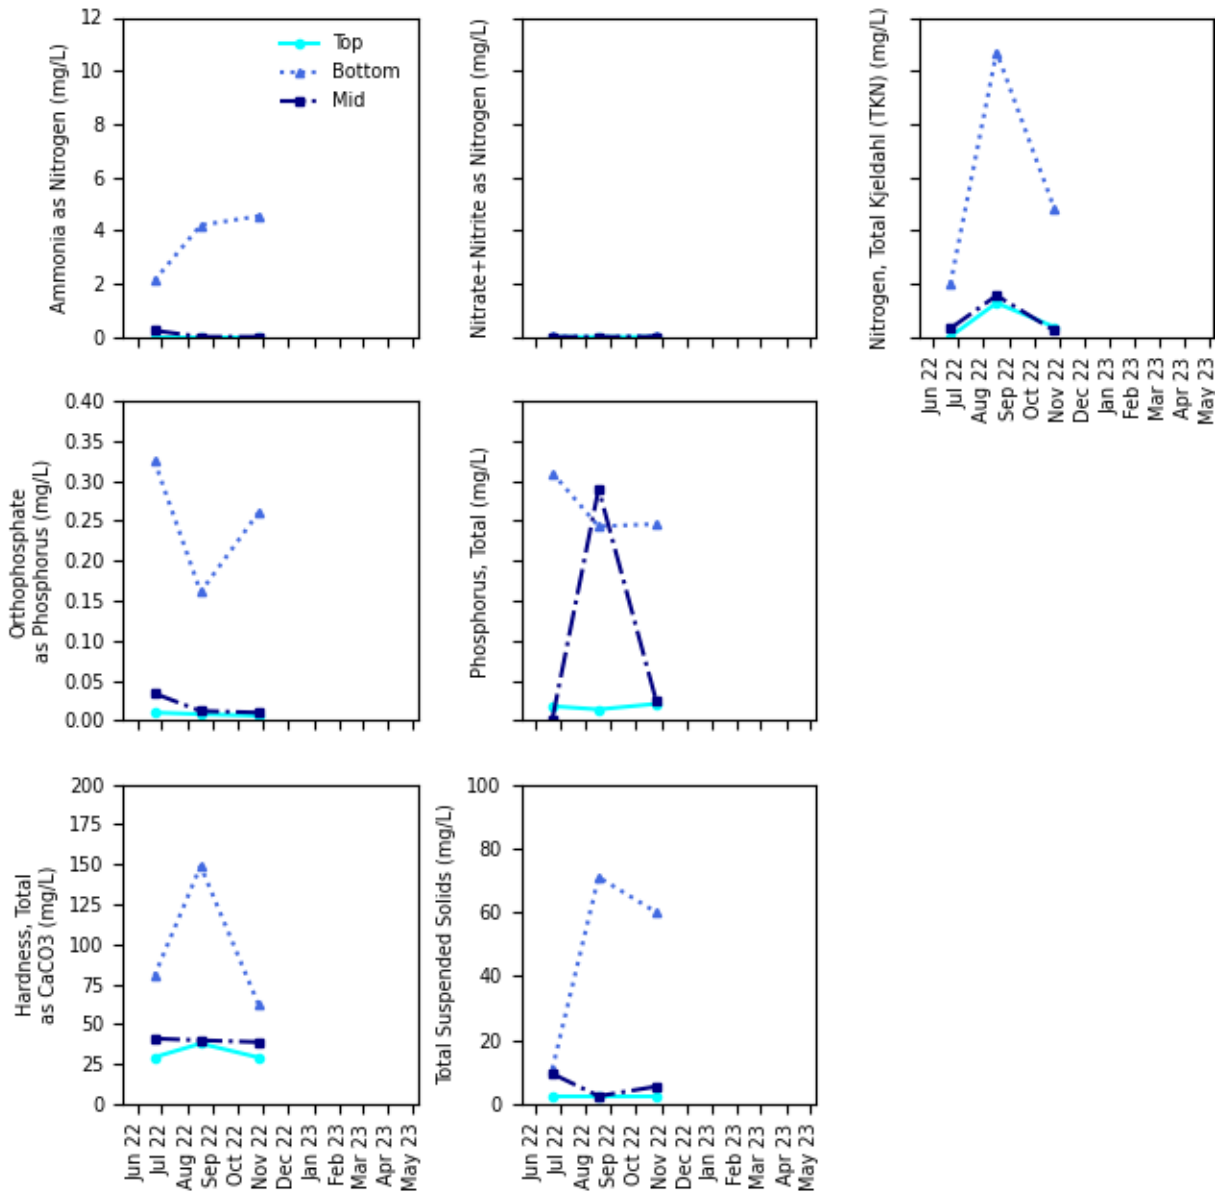 Ammonia as Nitrogen (mg/L)
12
10
8
6
4
2
0
Top
Bottom
Mid
Nitrate+Nitrite as Nitrogen (mg/L)
Nitrogen, Total Kjeldahl (TKN) (mg/L)
Jun 22
Jul 22
Aug 22
Sep 22
Oct 22
Nov 22
Dec 22
Jan 23
Feb 23
Mar 23
Apr 23
May 23
Orthophosphate
as Phosphorus (mg/L)
0.40
0.35
0.30
0.25
0.20
0.15
0.10
0.05
0.00
Phosphorus, Total (mg/L)
Hardness, Total
as CaCO3 (mg/L)
200
175
150
125
100
75
50
25
0
Jun 22
Jul 22
Aug 22
Sep 22
Oct 22
Nov 22
Dec 22
Jan 23
Feb 23
Mar 23
Apr 23
May 23
Total Suspended Solids (mg/L)
100
80
60
40
20
0
Jun 22
Jul 22
Aug 22
Sep 22
Oct 22
Nov 22
Dec 22
Jan 23
Feb 23
Mar 23
Apr 23
May 23